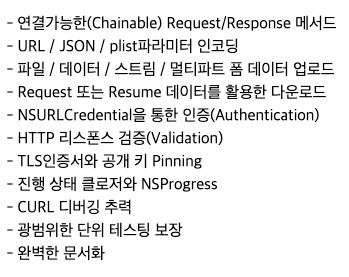 - 연결가능한(Chainable) Request/Response 메서드
- URL / JSON / plist파라미터 인코딩
- 파일 / 데이터 / 스트림 / 멀티파트 폼 데이터 업로드
- Request 또는 Resume 데이터를 활용한 다운로드
- NSURLCredential을 통한 인증(Authentication)
- HTTP 리스폰스 검증(Validation)
- TLS인증서와 공개 키 Pinning
- 진행 상태 클로저와 NSProgress
- CURL 디버깅 추력
- 광범위한 단위 테스팅 보장
- 완벽한 문서화